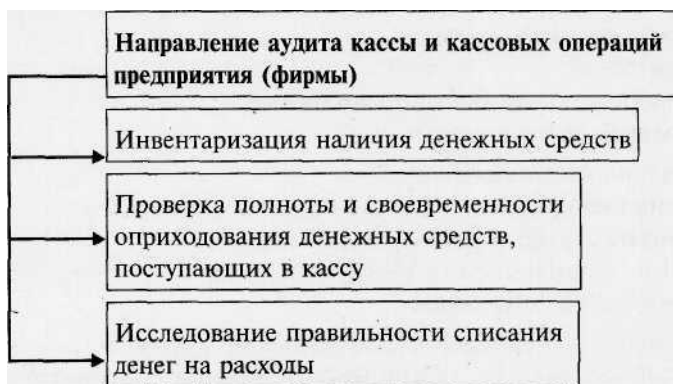 Направление аудита кассы и кассовых операций
предприятия (фирмы)
Инвентаризация наличия денежных средств
Проверка полноты и своевременности
оприходования денежных средств,
поступающих в кассу
Исследование правильности списания
денег на расходы